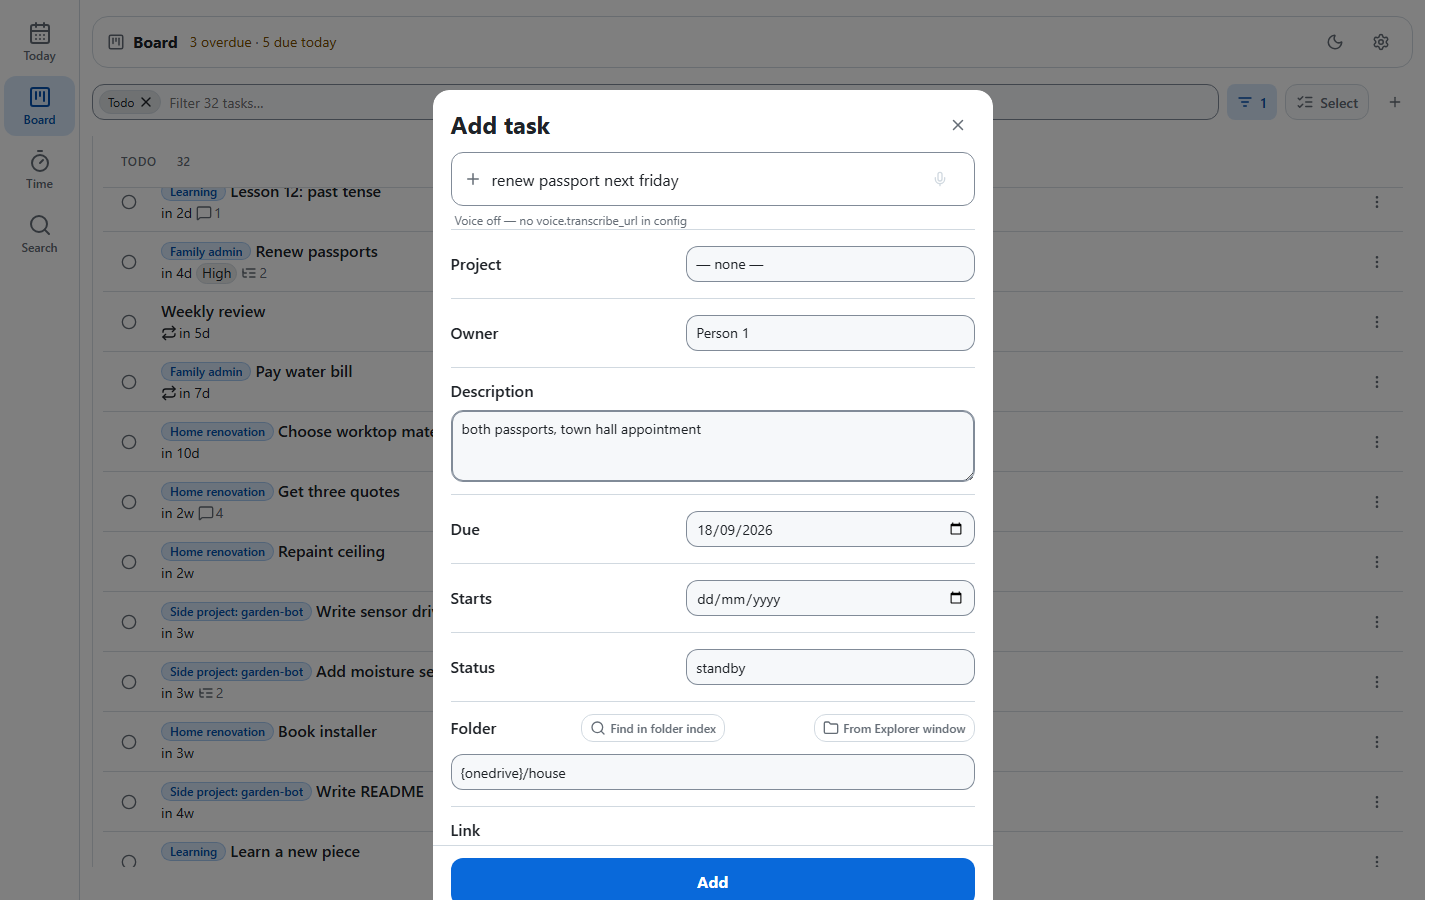 Today
Board
Time
Search
Board 3 overdue · 5 due today
Todo Filter 32 tasks...
1
Select
TODO 32
Learning Lesson 12: past tense
in 2d 1
Family admin Renew passports
in 4d High 2
Weekly review
in 5d
Family admin Pay water bill
in 7d
Home renovation Choose worktop mate
in 10d
Home renovation Get three quotes
in 2w 4
Home renovation Repaint ceiling
in 2w
Side project: garden-bot Write sensor dri
in 3w
Side project: garden-bot Add moisture se
in 3w 2
Home renovation Book installer
in 3w
Side project: garden-bot Write README
in 4w
Learning Learn a new piece
Add task
renew passport next friday
Voice off — no voice.transcribe_url in config
Project — none —
Owner Person 1
Description
both passports, town hall appointment
Due 18/09/2026
Starts dd/mm/yyyy
Status standby
Folder Find in folder index From Explorer window
{onedrive}/house
Link
Add